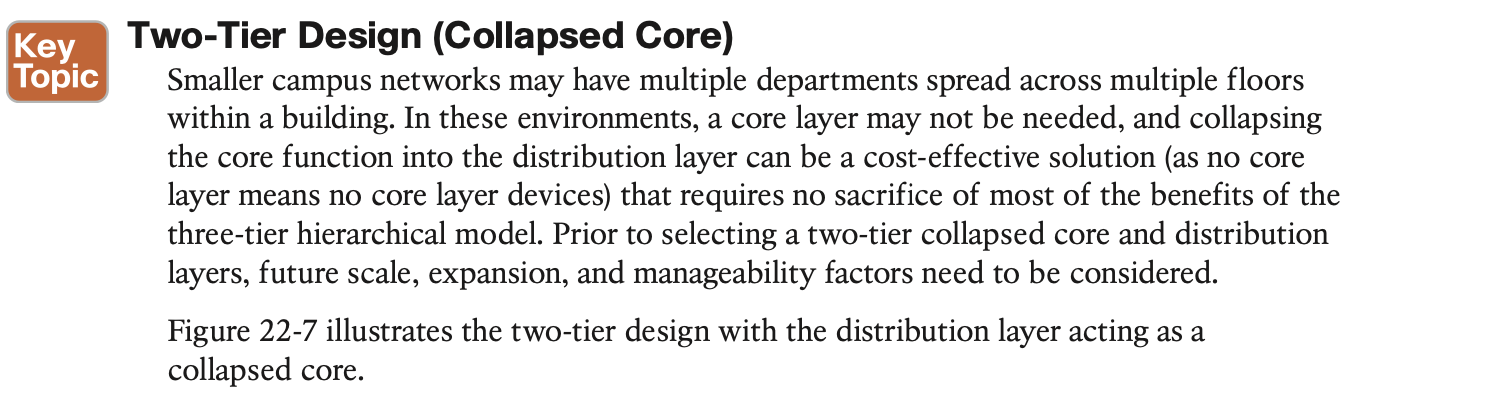 Key
Topic
Two-Tier Design (Collapsed Core)
Smaller campus networks may have multiple departments spread across multiple floors
within a building. In these environments, a core layer may not be needed, and collapsing
the core function into the distribution layer can be a cost-effective solution (as no core
layer means no core layer devices) that requires no sacrifice of most of the benefits of the
three-tier hierarchical model. Prior to selecting a two-tier collapsed core and distribution
layers, future scale, expansion, and manageability factors need to be considered.
Figure 22-7 illustrates the two-tier design with the distribution layer acting as a
collapsed core.